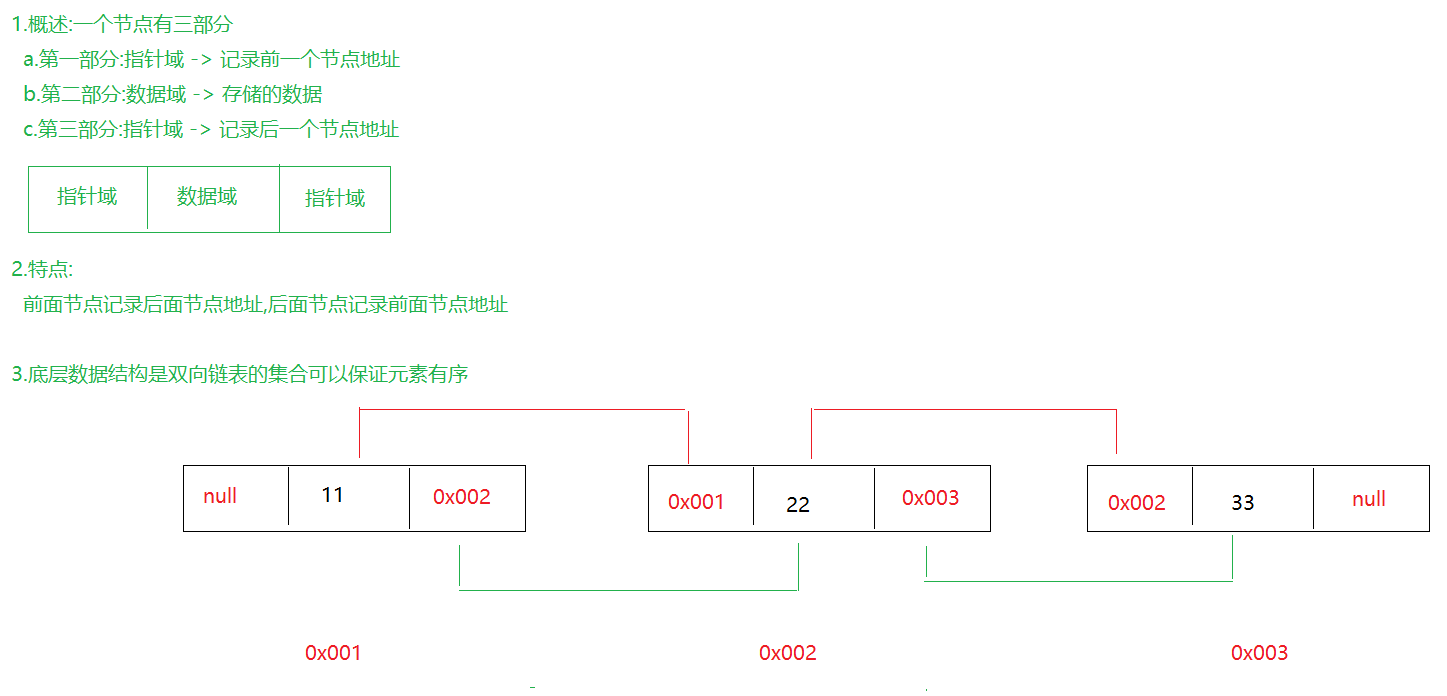 1.概述:一个节点有三部分
a.第一部分:指针域 -> 记录前一个节点地址
b.第二部分:数据域 -> 存储的数据
c.第三部分:指针域 -> 记录后一个节点地址
指针域 数据域 指针域
2.特点:
前面节点记录后面节点地址,后面节点记录前面节点地址
3.底层数据结构是双向链表的集合可以保证元素有序
null 11 0x002 0x001 22 0x003 0x002 33 null
0x001 0x002 0x003